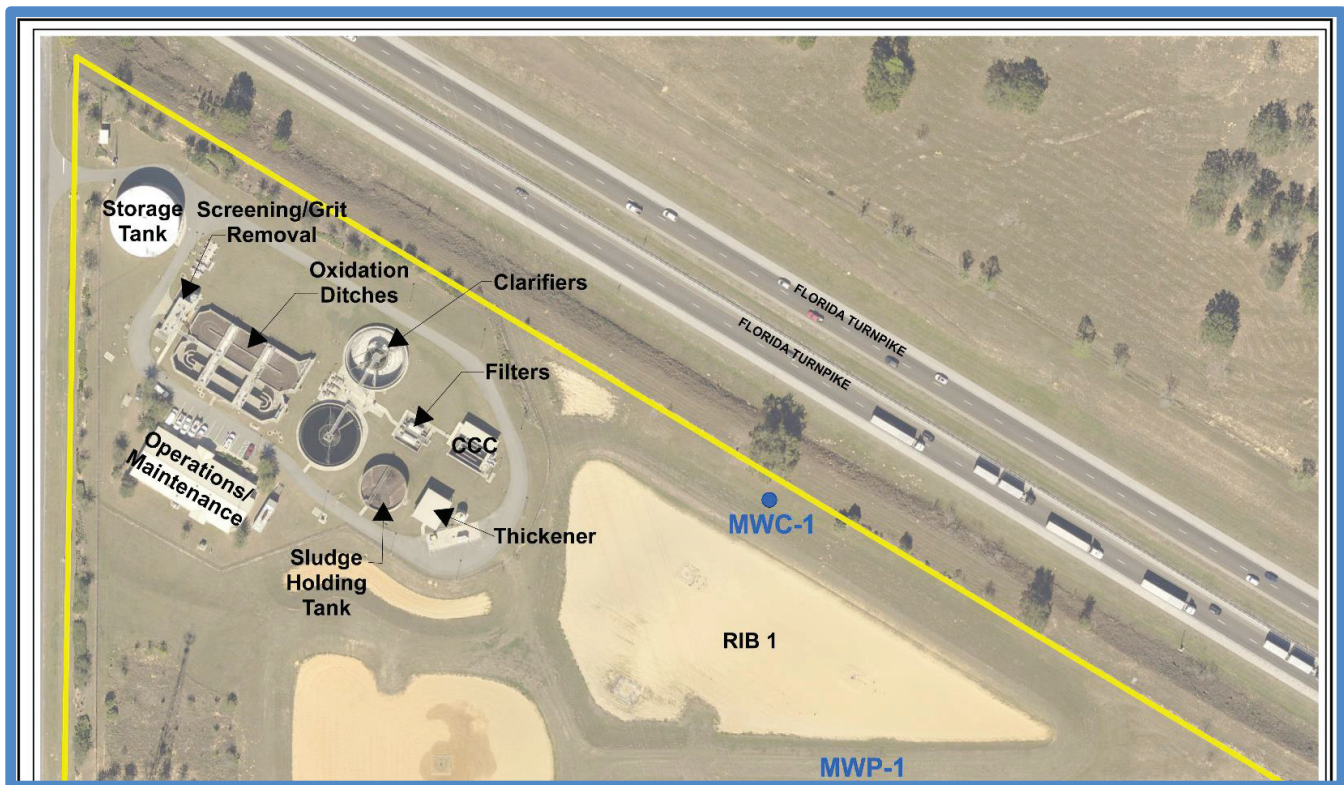 FLORIDA TURNPIKE
FLORIDA TURNPIKE
Storage
Tank
Screening/Grit
Removal
Oxidation
Ditches
Clarifiers
Filters
CCC
Operations/
Maintenance
Thickener
Sludge
Holding
Tank
MWC-1
RIB 1
MWP-1